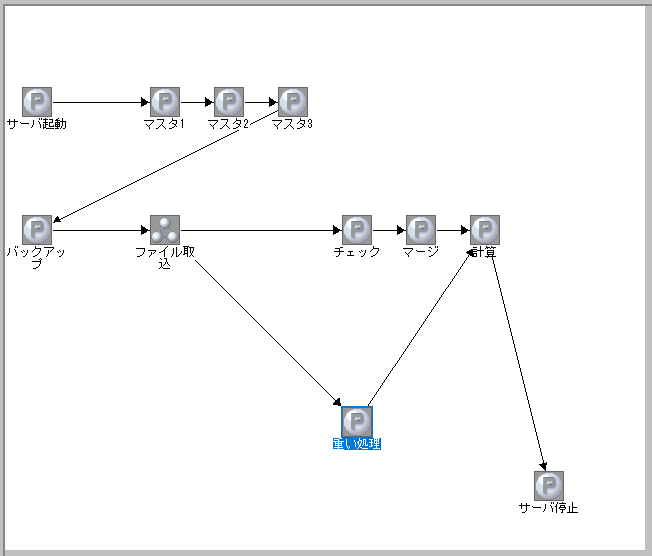 サーバ起動
マスタ1
マスタ2
マスタ3
バックアッ
プ
ファイル取
込
チェック
マージ
計算
重い処理
サーバ停止